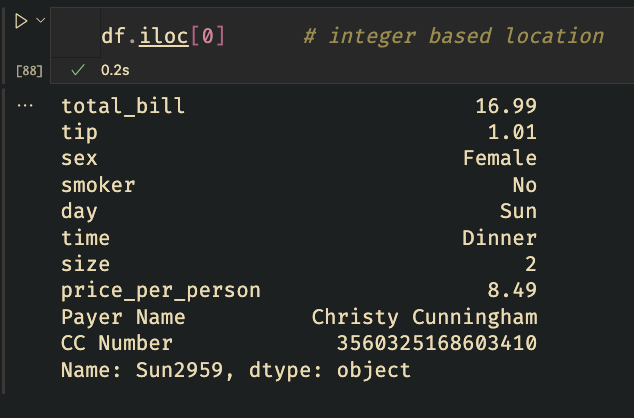 df.iloc[0] # integer based location
[88] ✓ 0.2s
... total_bill 16.99
tip 1.01
sex Female
smoker No
day Sun
time Dinner
size 2
price_per_person 8.49
Payer Name Christy Cunningham
CC Number 3560325168603410
Name: Sun2959, dtype: object